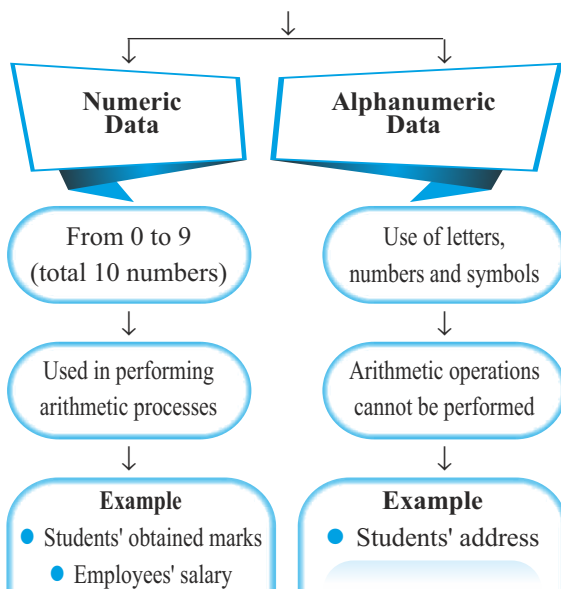 Numeric
Data
Alphanumeric
Data
From 0 to 9
(total 10 numbers)
Use of letters,
numbers and symbols
Used in performing
arithmetic processes
Arithmetic operations
cannot be performed
Example
Students' obtained marks
Employees' salary
Example
Students' address